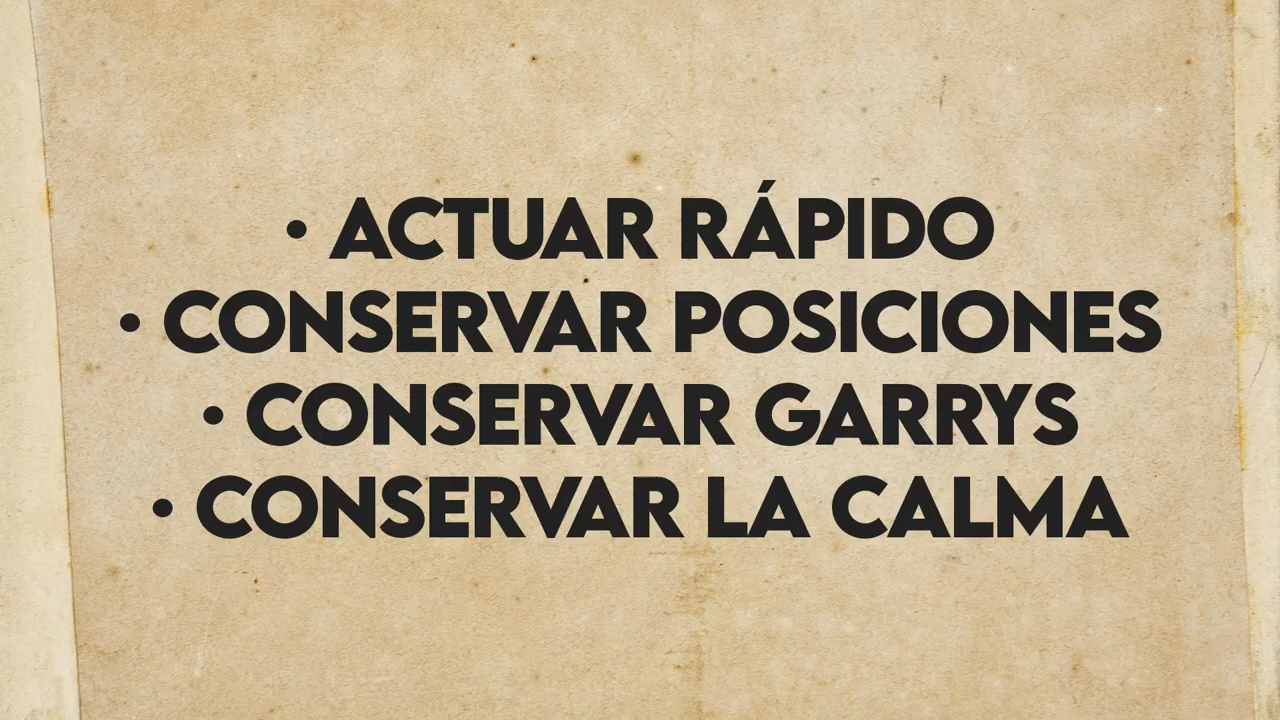 • ACTUAR RÁPIDO
• CONSERVAR POSICIONES
• CONSERVAR GARRYS
• CONSERVAR LA CALMA